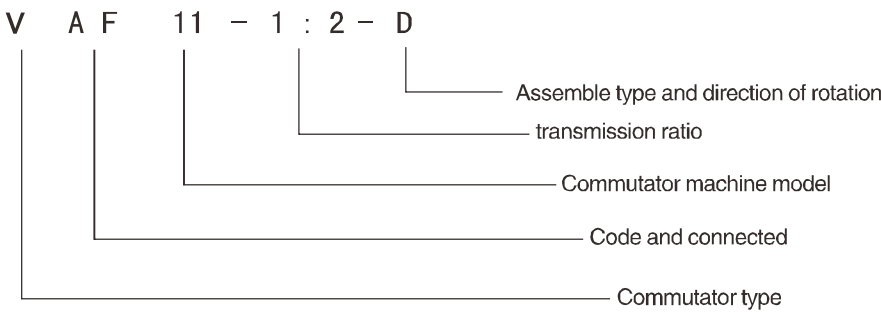 V AF 11 - 1 : 2 - D
Assemble type and direction of rotation
transmission ratio
Commutator machine model
Code and connected
Commutator type